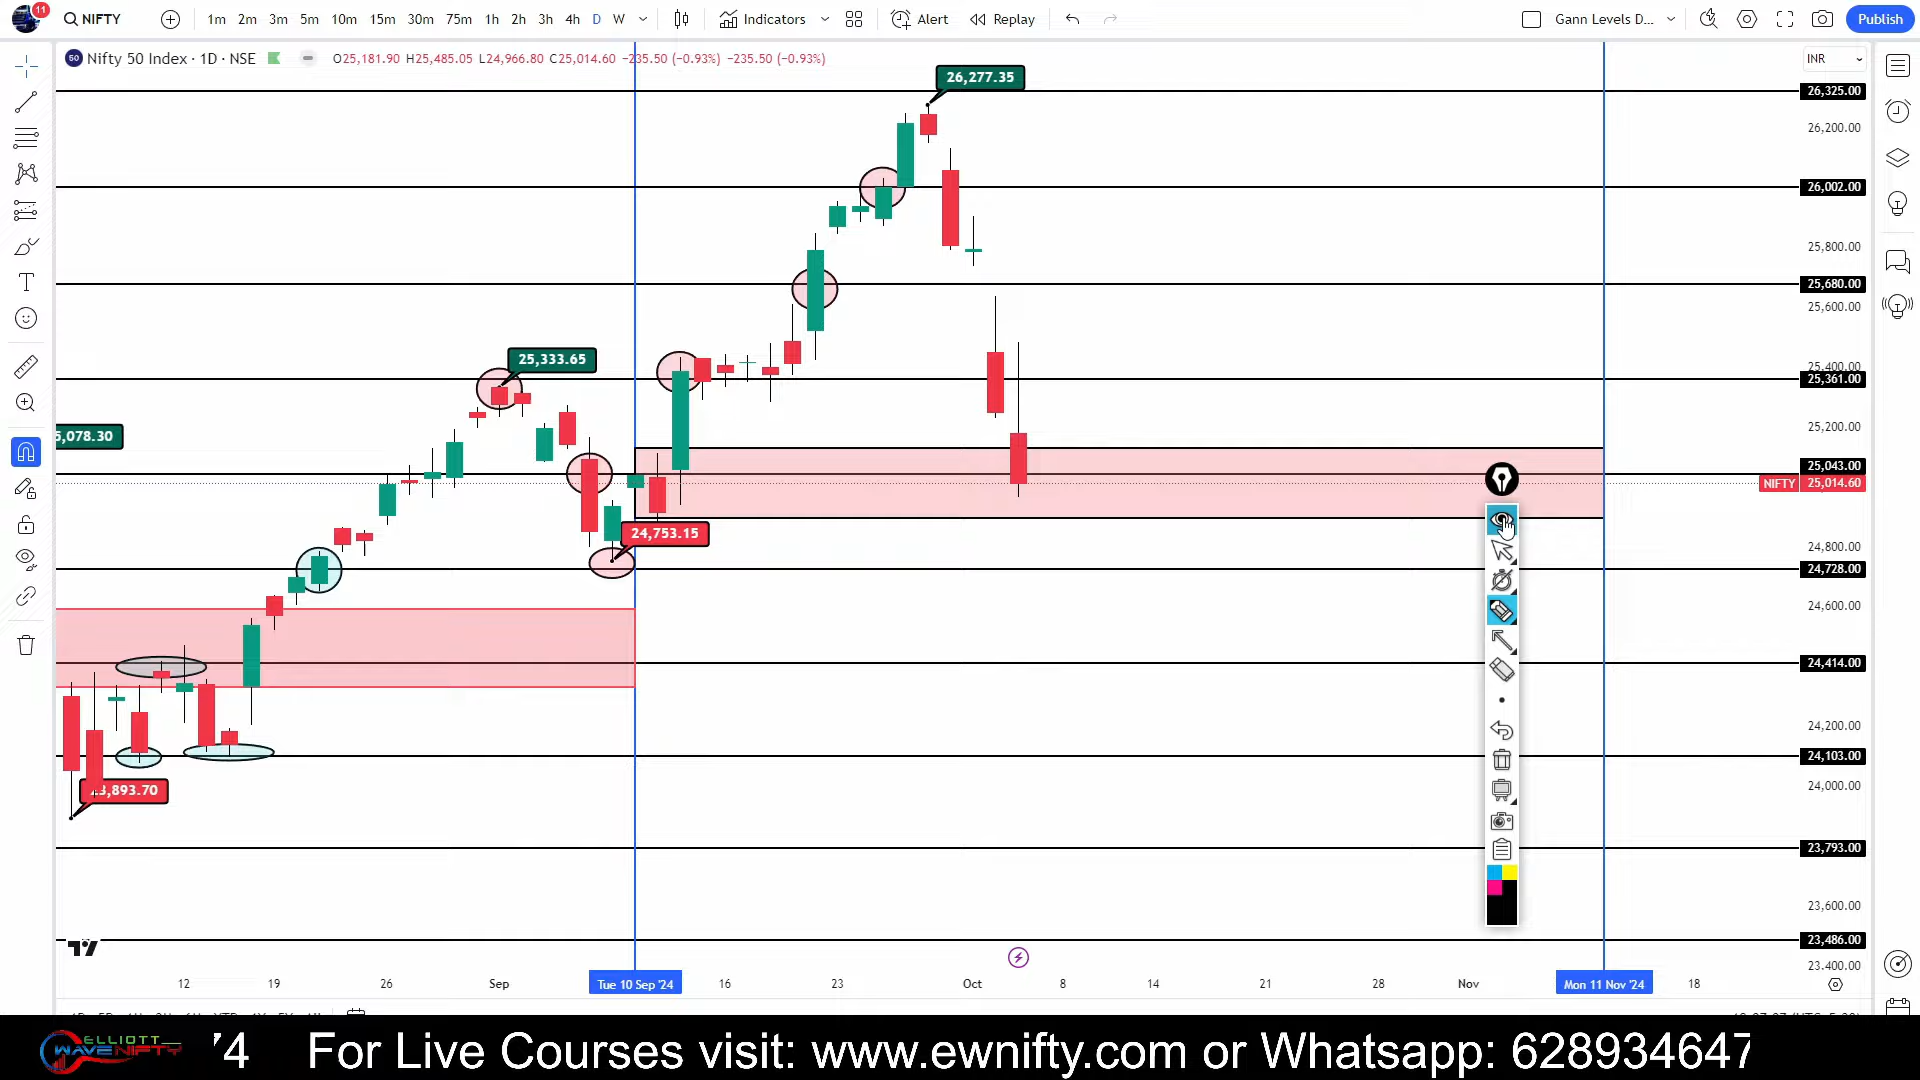 11
NIFTY
1m 2m 3m 5m 10m 15m 30m 75m 1h 2h 3h 4h D W
Indicators
Alert
Replay
Gann Levels D...
Publish
50 Nifty 50 Index · 1D · NSE
O25,181.90 H25,485.05 L24,966.80 C25,014.60 −235.50 (−0.93%) −235.50 (−0.93%)
INR
26,277.35
26,325.00
26,200.00
26,002.00
25,800.00
25,680.00
25,600.00
25,333.65
25,400.00
25,361.00
25,200.00
5,078.30
25,043.00
NIFTY 25,014.60
24,753.15
24,800.00
24,728.00
24,600.00
24,414.00
24,200.00
24,103.00
24,000.00
3,893.70
23,793.00
23,600.00
23,486.00
23,400.00
12 19 26 Sep Tue 10 Sep '24 16 23 Oct 8 14 21 28 Nov Mon 11 Nov '24 18
ELLIOTT
WAVENIFTY
74 For Live Courses visit: www.ewnifty.com or Whatsapp: 628934647